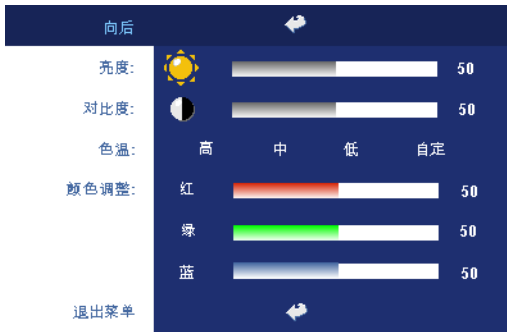 向后
亮度: 50
对比度: 50
色温: 高 中 低 自定
颜色调整: 红 50
绿 50
蓝 50
退出菜单